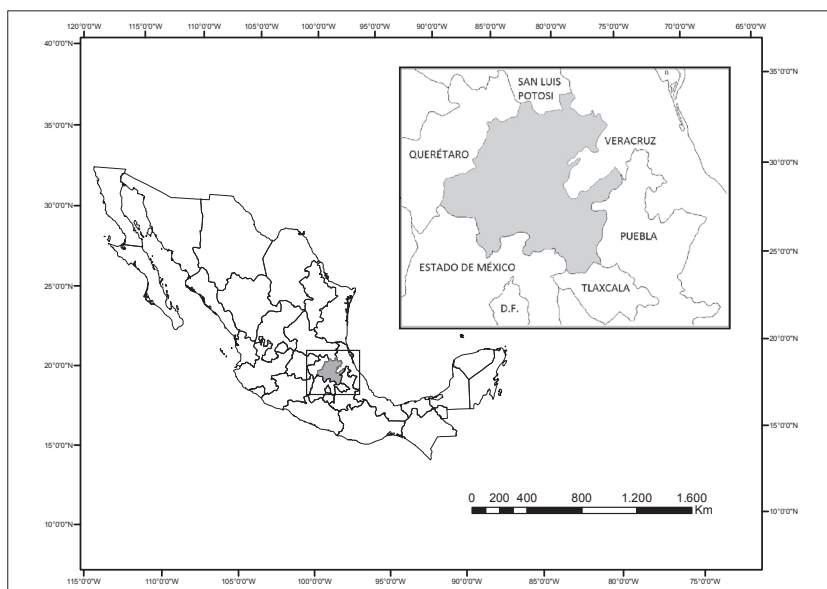 120°0'0"W 115°0'0"W 110°0'0"W 105°0'0"W 100°0'0"W 95°0'0"W 90°0'0"W 85°0'0"W 80°0'0"W 75°0'0"W 70°0'0"W 65°0'0"W
40°0'0"N
35°0'0"N
35°0'0"N
30°0'0"N
30°0'0"N
25°0'0"N
25°0'0"N
20°0'0"N
20°0'0"N
15°0'0"N
15°0'0"N
10°0'0"N
10°0'0"N
SAN LUIS
POTOSI
QUERÉTARO
VERACRUZ
PUEBLA
ESTADO DE MÉXICO
TLAXCALA
D.F.
0 200 400 800 1.200 1.600
Km
115°0'0"W 110°0'0"W 105°0'0"W 100°0'0"W 95°0'0"W 90°0'0"W 85°0'0"W 80°0'0"W 75°0'0"W